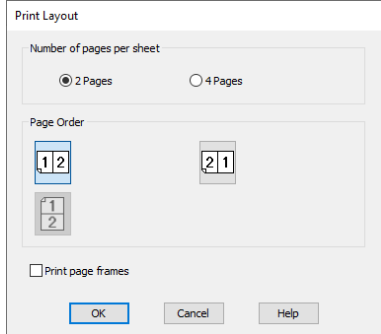 Print Layout
Number of pages per sheet
2 Pages
4 Pages
Page Order
1 2
2 1
1
2
Print page frames
OK
Cancel
Help